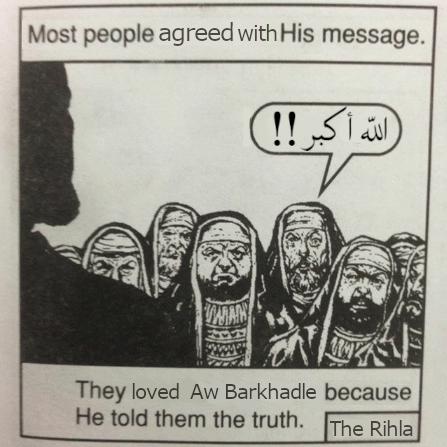 Most people agreed with His message.
الله أكبر !!
They loved Aw Barkhadle because
He told them the truth.
The Rihla